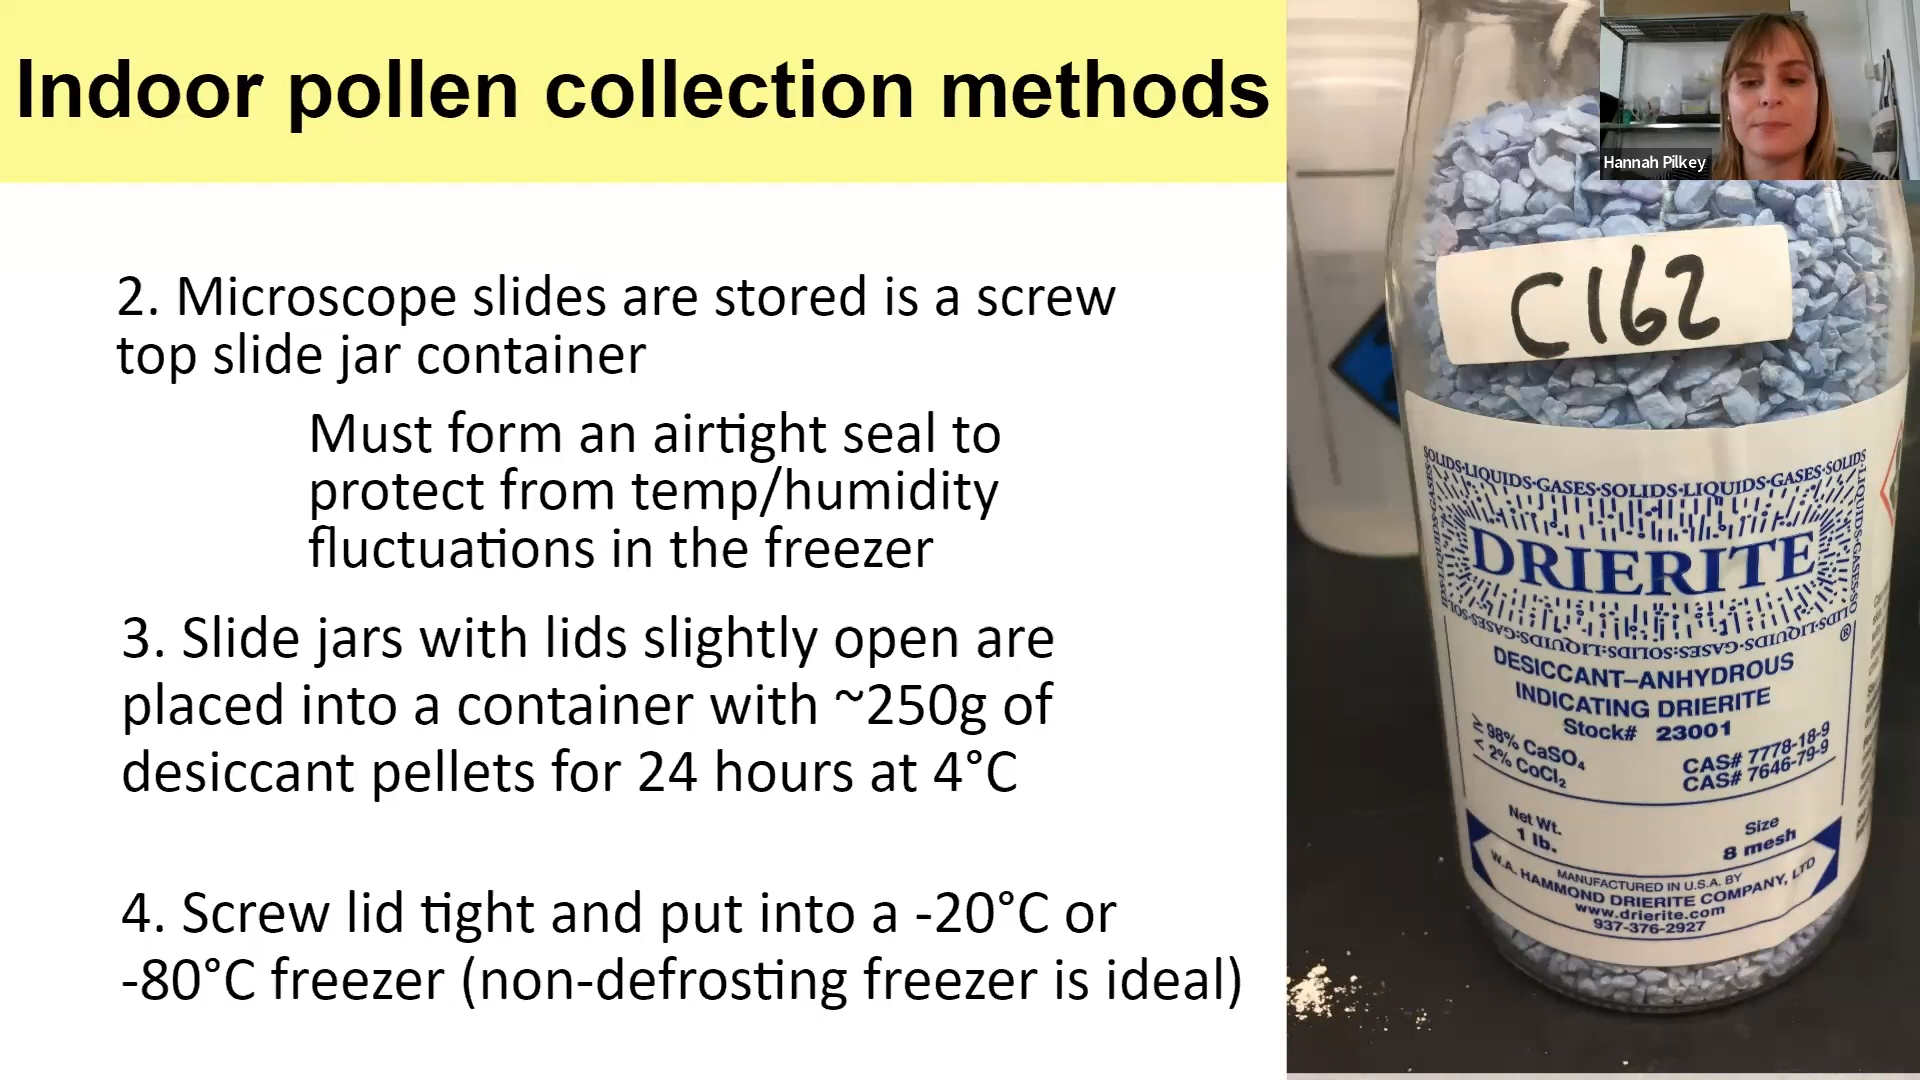 Indoor pollen collection methods
Hannah Pilkey
2. Microscope slides are stored is a screw
top slide jar container
Must form an airtight seal to
protect from temp/humidity
fluctuations in the freezer
3. Slide jars with lids slightly open are
placed into a container with ~250g of
desiccant pellets for 24 hours at 4°C
4. Screw lid tight and put into a -20°C or
-80°C freezer (non-defrosting freezer is ideal)
C162
SOLIDS·LIQUIDS·GASES·SOLIDS·LIQUIDS·GASES·SOLIDS
DRIERITE
®
DESICCANT–ANHYDROUS
INDICATING DRIERITE
Stock# 23001
≥ 98% CaSO₄ CAS# 7778-18-9
< 2% CoCl₂ CAS# 7646-79-9
Net Wt.
1 lb.
Size
8 mesh
MANUFACTURED IN U.S.A. BY
W.A. HAMMOND DRIERITE COMPANY, LTD
www.drierite.com
937-376-2927